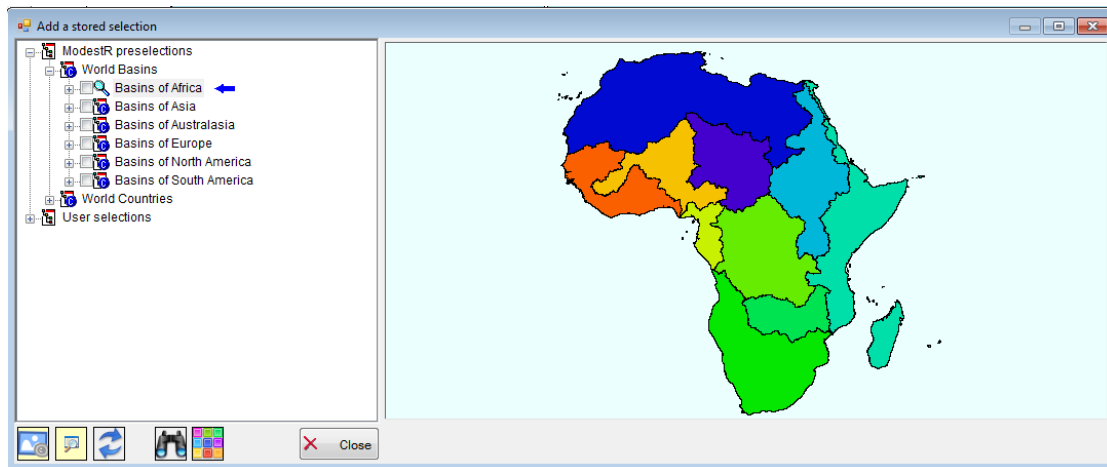 Add a stored selection
ModestR preselections
World Basins
Basins of Africa
Basins of Asia
Basins of Australasia
Basins of Europe
Basins of North America
Basins of South America
World Countries
User selections
Close